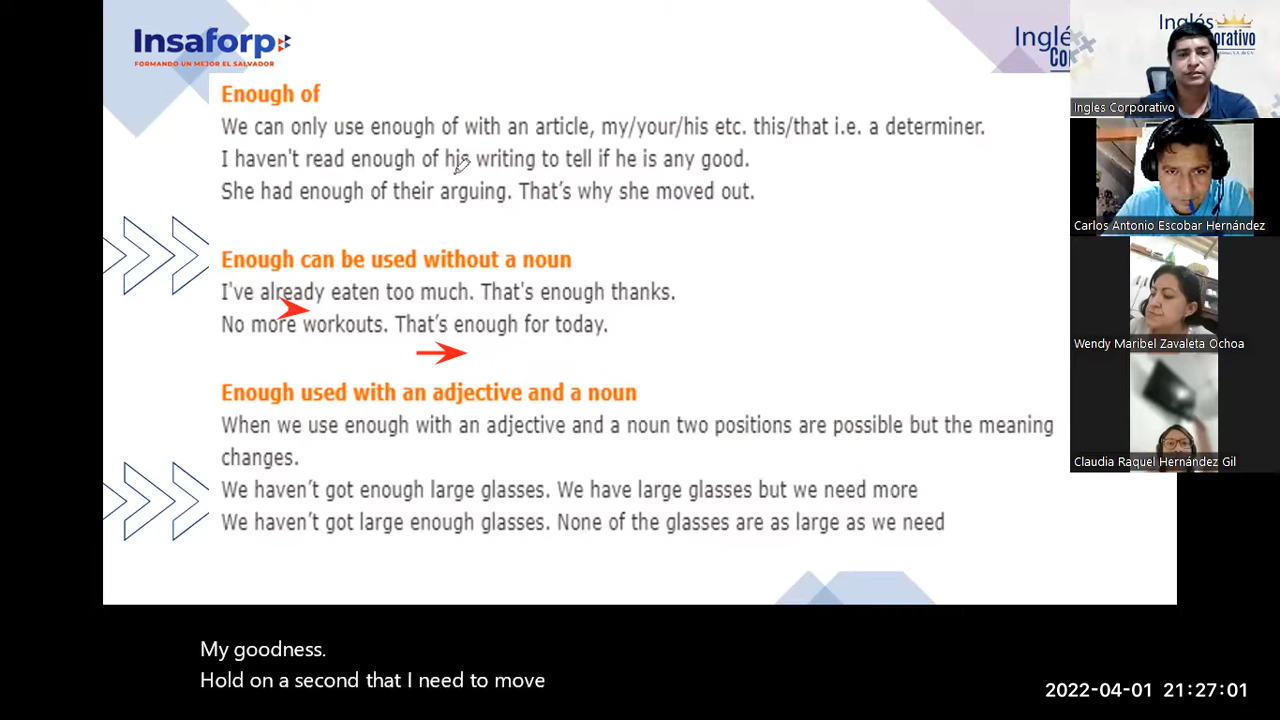 Insaforp
FORMANDO UN MEJOR EL SALVADOR
Inglés
Enough of
We can only use enough of with an article, my/your/his etc. this/that i.e. a determiner.
I haven't read enough of his writing to tell if he is any good.
She had enough of their arguing. That's why she moved out.
Enough can be used without a noun
I've already eaten too much. That's enough thanks.
No more workouts. That's enough for today.
Enough used with an adjective and a noun
When we use enough with an adjective and a noun two positions are possible but the meaning
changes.
We haven't got enough large glasses. We have large glasses but we need more
We haven't got large enough glasses. None of the glasses are as large as we need
Ingles Corporativo
Carlos Antonio Escobar Hernández
Wendy Maribel Zavaleta Ochoa
Claudia Raquel Hernández Gil
My goodness.
Hold on a second that I need to move
2022-04-01 21:27:01